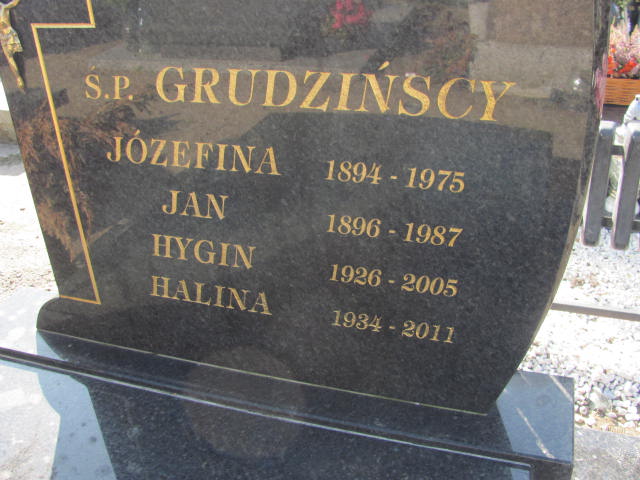 Ś.P. GRUDZIŃSCY
JÓZEFINA 1894 - 1975
JAN 1896 - 1987
HYGIN 1926 - 2005
HALINA 1934 - 2011